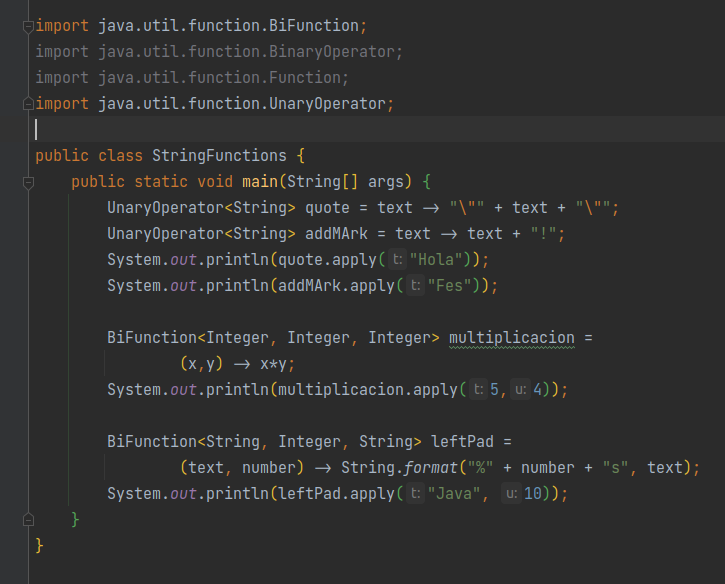 import java.util.function.BiFunction;
import java.util.function.BinaryOperator;
import java.util.function.Function;
import java.util.function.UnaryOperator;
public class StringFunctions {
public static void main(String[] args) {
UnaryOperator<String> quote = text → "\"" + text + "\"";
UnaryOperator<String> addMArk = text → text + "!";
System.out.println(quote.apply( t: "Hola"));
System.out.println(addMArk.apply( t: "Fes"));
BiFunction<Integer, Integer, Integer> multiplicacion =
(x,y) → x*y;
System.out.println(multiplicacion.apply( t: 5, u: 4));
BiFunction<String, Integer, String> leftPad =
(text, number) → String.format("%" + number + "s", text);
System.out.println(leftPad.apply( t: "Java", u: 10));
}
}